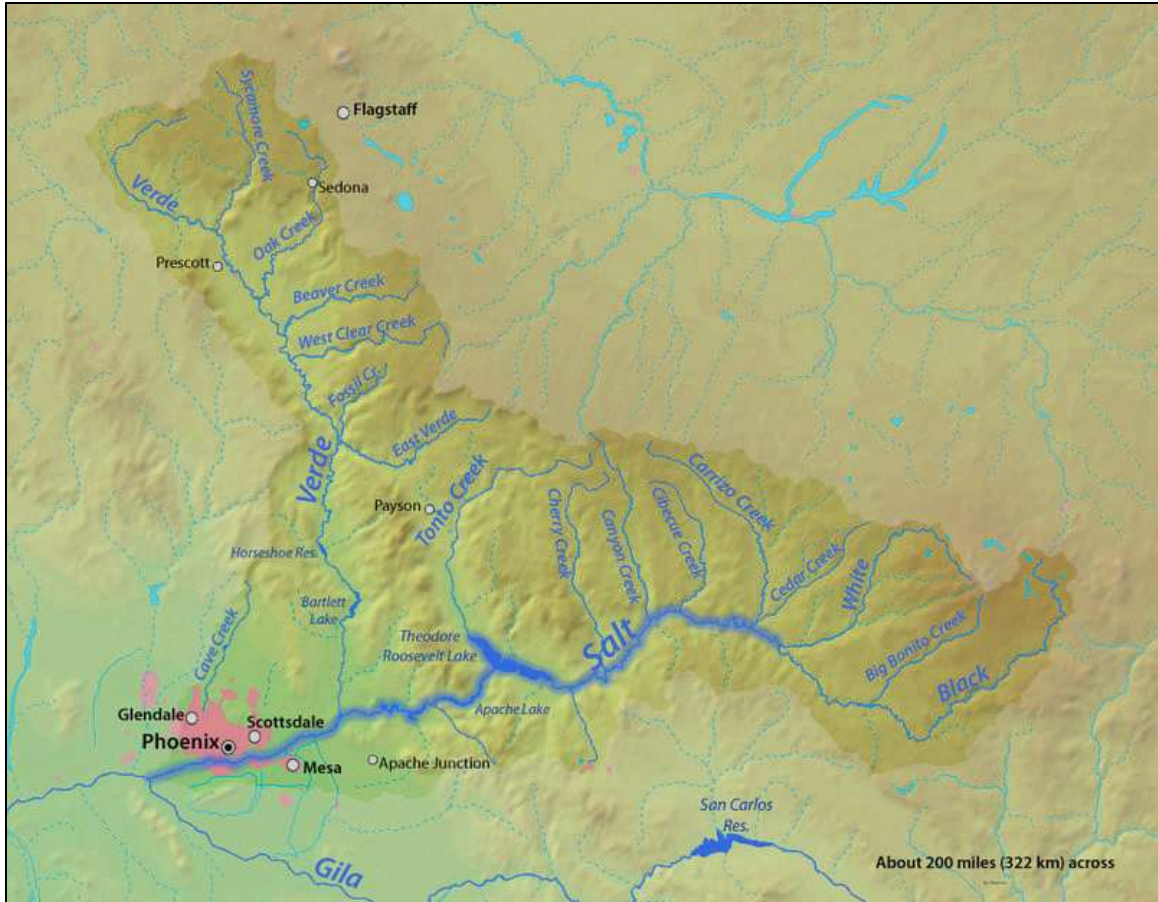 Flagstaff
Sycamore Creek
Verde
Sedona
Oak Creek
Prescott
Beaver Creek
West Clear Creek
Fossil Cr.
East Verde
Verde
Payson
Tonto Creek
Cherry Creek
Canyon Creek
Cibecue Creek
Carrizo Creek
Cedar Creek
White
Big Bonito Creek
Black
Horseshoe Res.
Bartlett
Lake
Cave Creek
Theodore
Roosevelt Lake
Salt
Apache Lake
Glendale
Scottsdale
Phoenix
Mesa
Apache Junction
San Carlos
Res.
Gila
About 200 miles (322 km) across